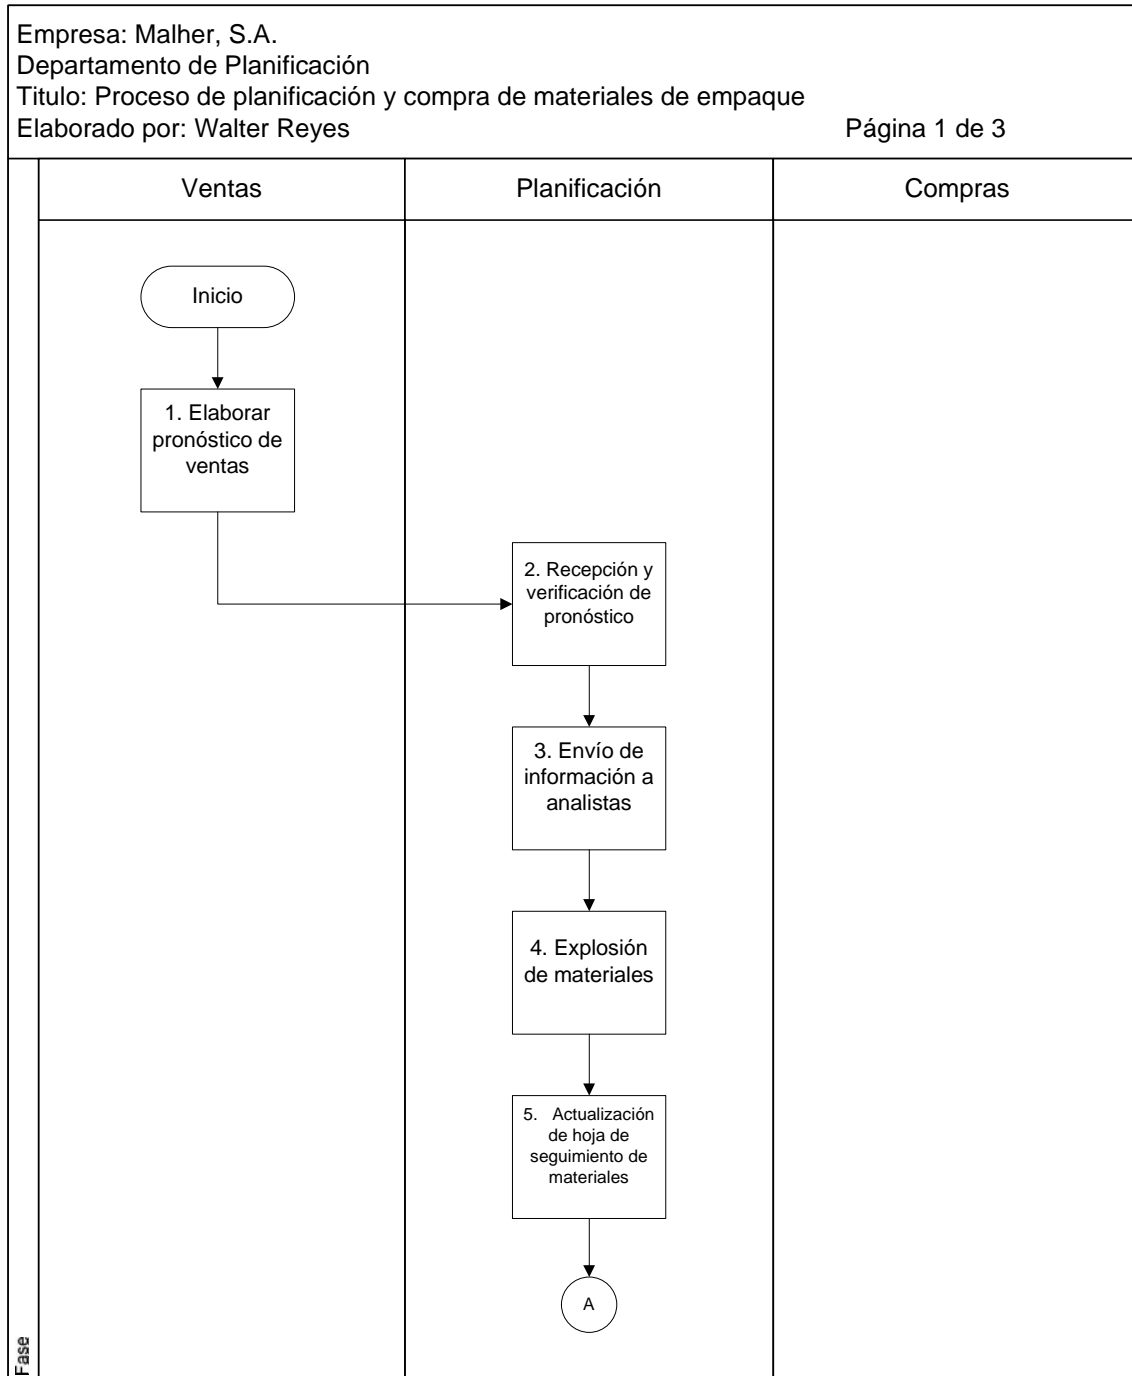 Empresa: Malher, S.A.
Departamento de Planificación
Titulo: Proceso de planificación y compra de materiales de empaque
Elaborado por: Walter Reyes Página 1 de 3
Ventas Planificación Compras
Inicio
1. Elaborar
pronóstico de
ventas
2. Recepción y
verificación de
pronóstico
3. Envío de
información a
analistas
4. Explosión
de materiales
5. Actualización
de hoja de
seguimiento de
materiales
A
Fase